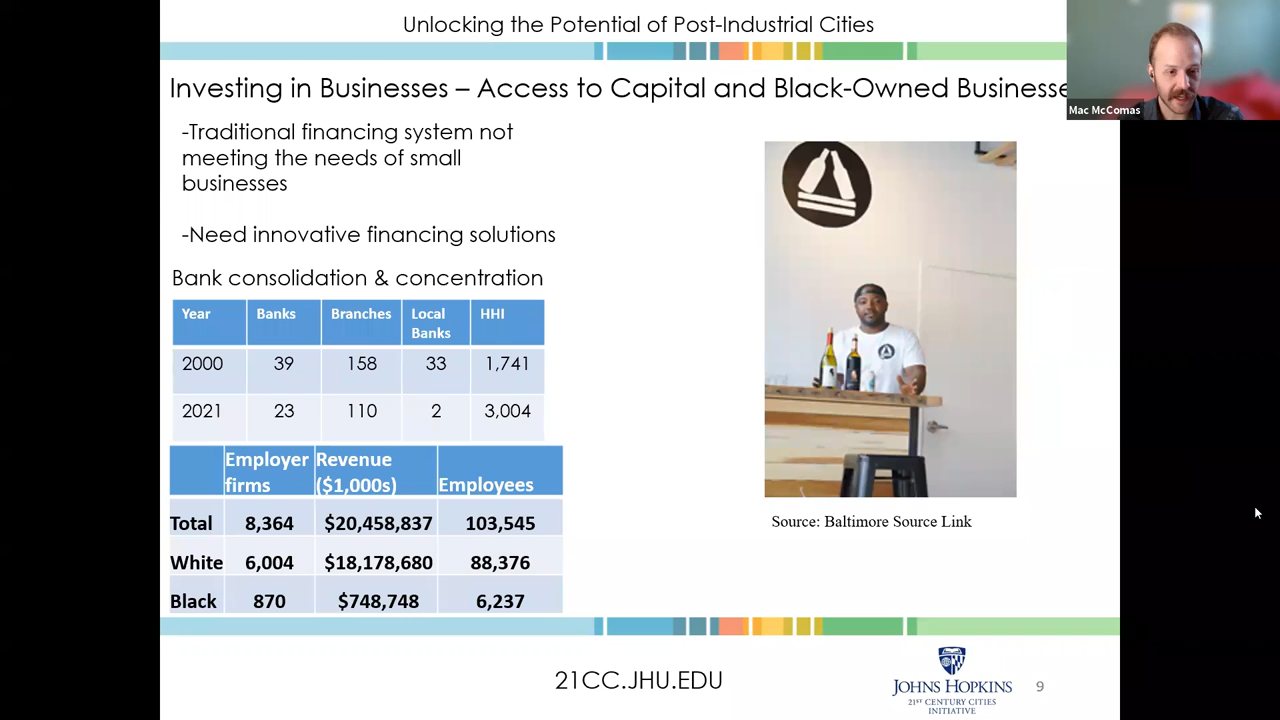 Unlocking the Potential of Post-Industrial Cities
Investing in Businesses – Access to Capital and Black-Owned Businesse
Mac McComas
-Traditional financing system not
meeting the needs of small
businesses
-Need innovative financing solutions
Bank consolidation & concentration
Year Banks Branches Local Banks HHI
2000 39 158 33 1,741
2021 23 110 2 3,004
Employer firms Revenue ($1,000s) Employees
Total 8,364 $20,458,837 103,545
White 6,004 $18,178,680 88,376
Black 870 $748,748 6,237
Source: Baltimore Source Link
21CC.JHU.EDU
JOHNS HOPKINS
21ST CENTURY CITIES
INITIATIVE
9